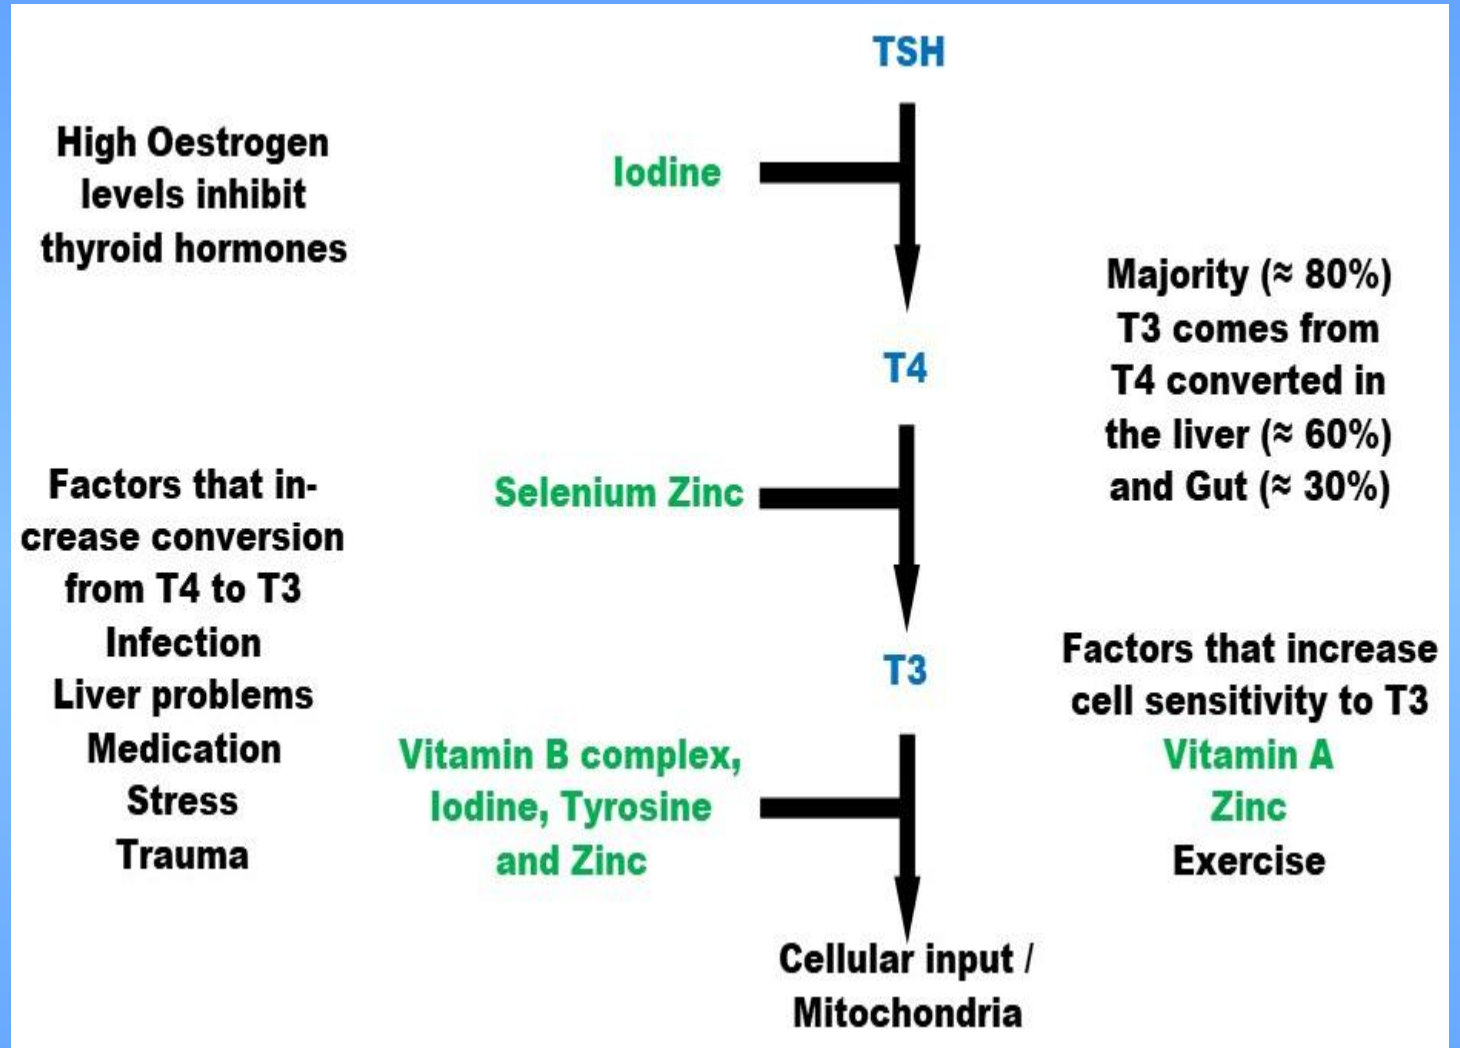 TSH
High Oestrogen
levels inhibit
thyroid hormones
Iodine
Majority (≈ 80%)
T3 comes from
T4 converted in
the liver (≈ 60%)
and Gut (≈ 30%)
T4
Factors that in-
crease conversion
from T4 to T3
Infection
Liver problems
Medication
Stress
Trauma
Selenium Zinc
T3
Factors that increase
cell sensitivity to T3
Vitamin A
Zinc
Exercise
Vitamin B complex,
Iodine, Tyrosine
and Zinc
Cellular input /
Mitochondria